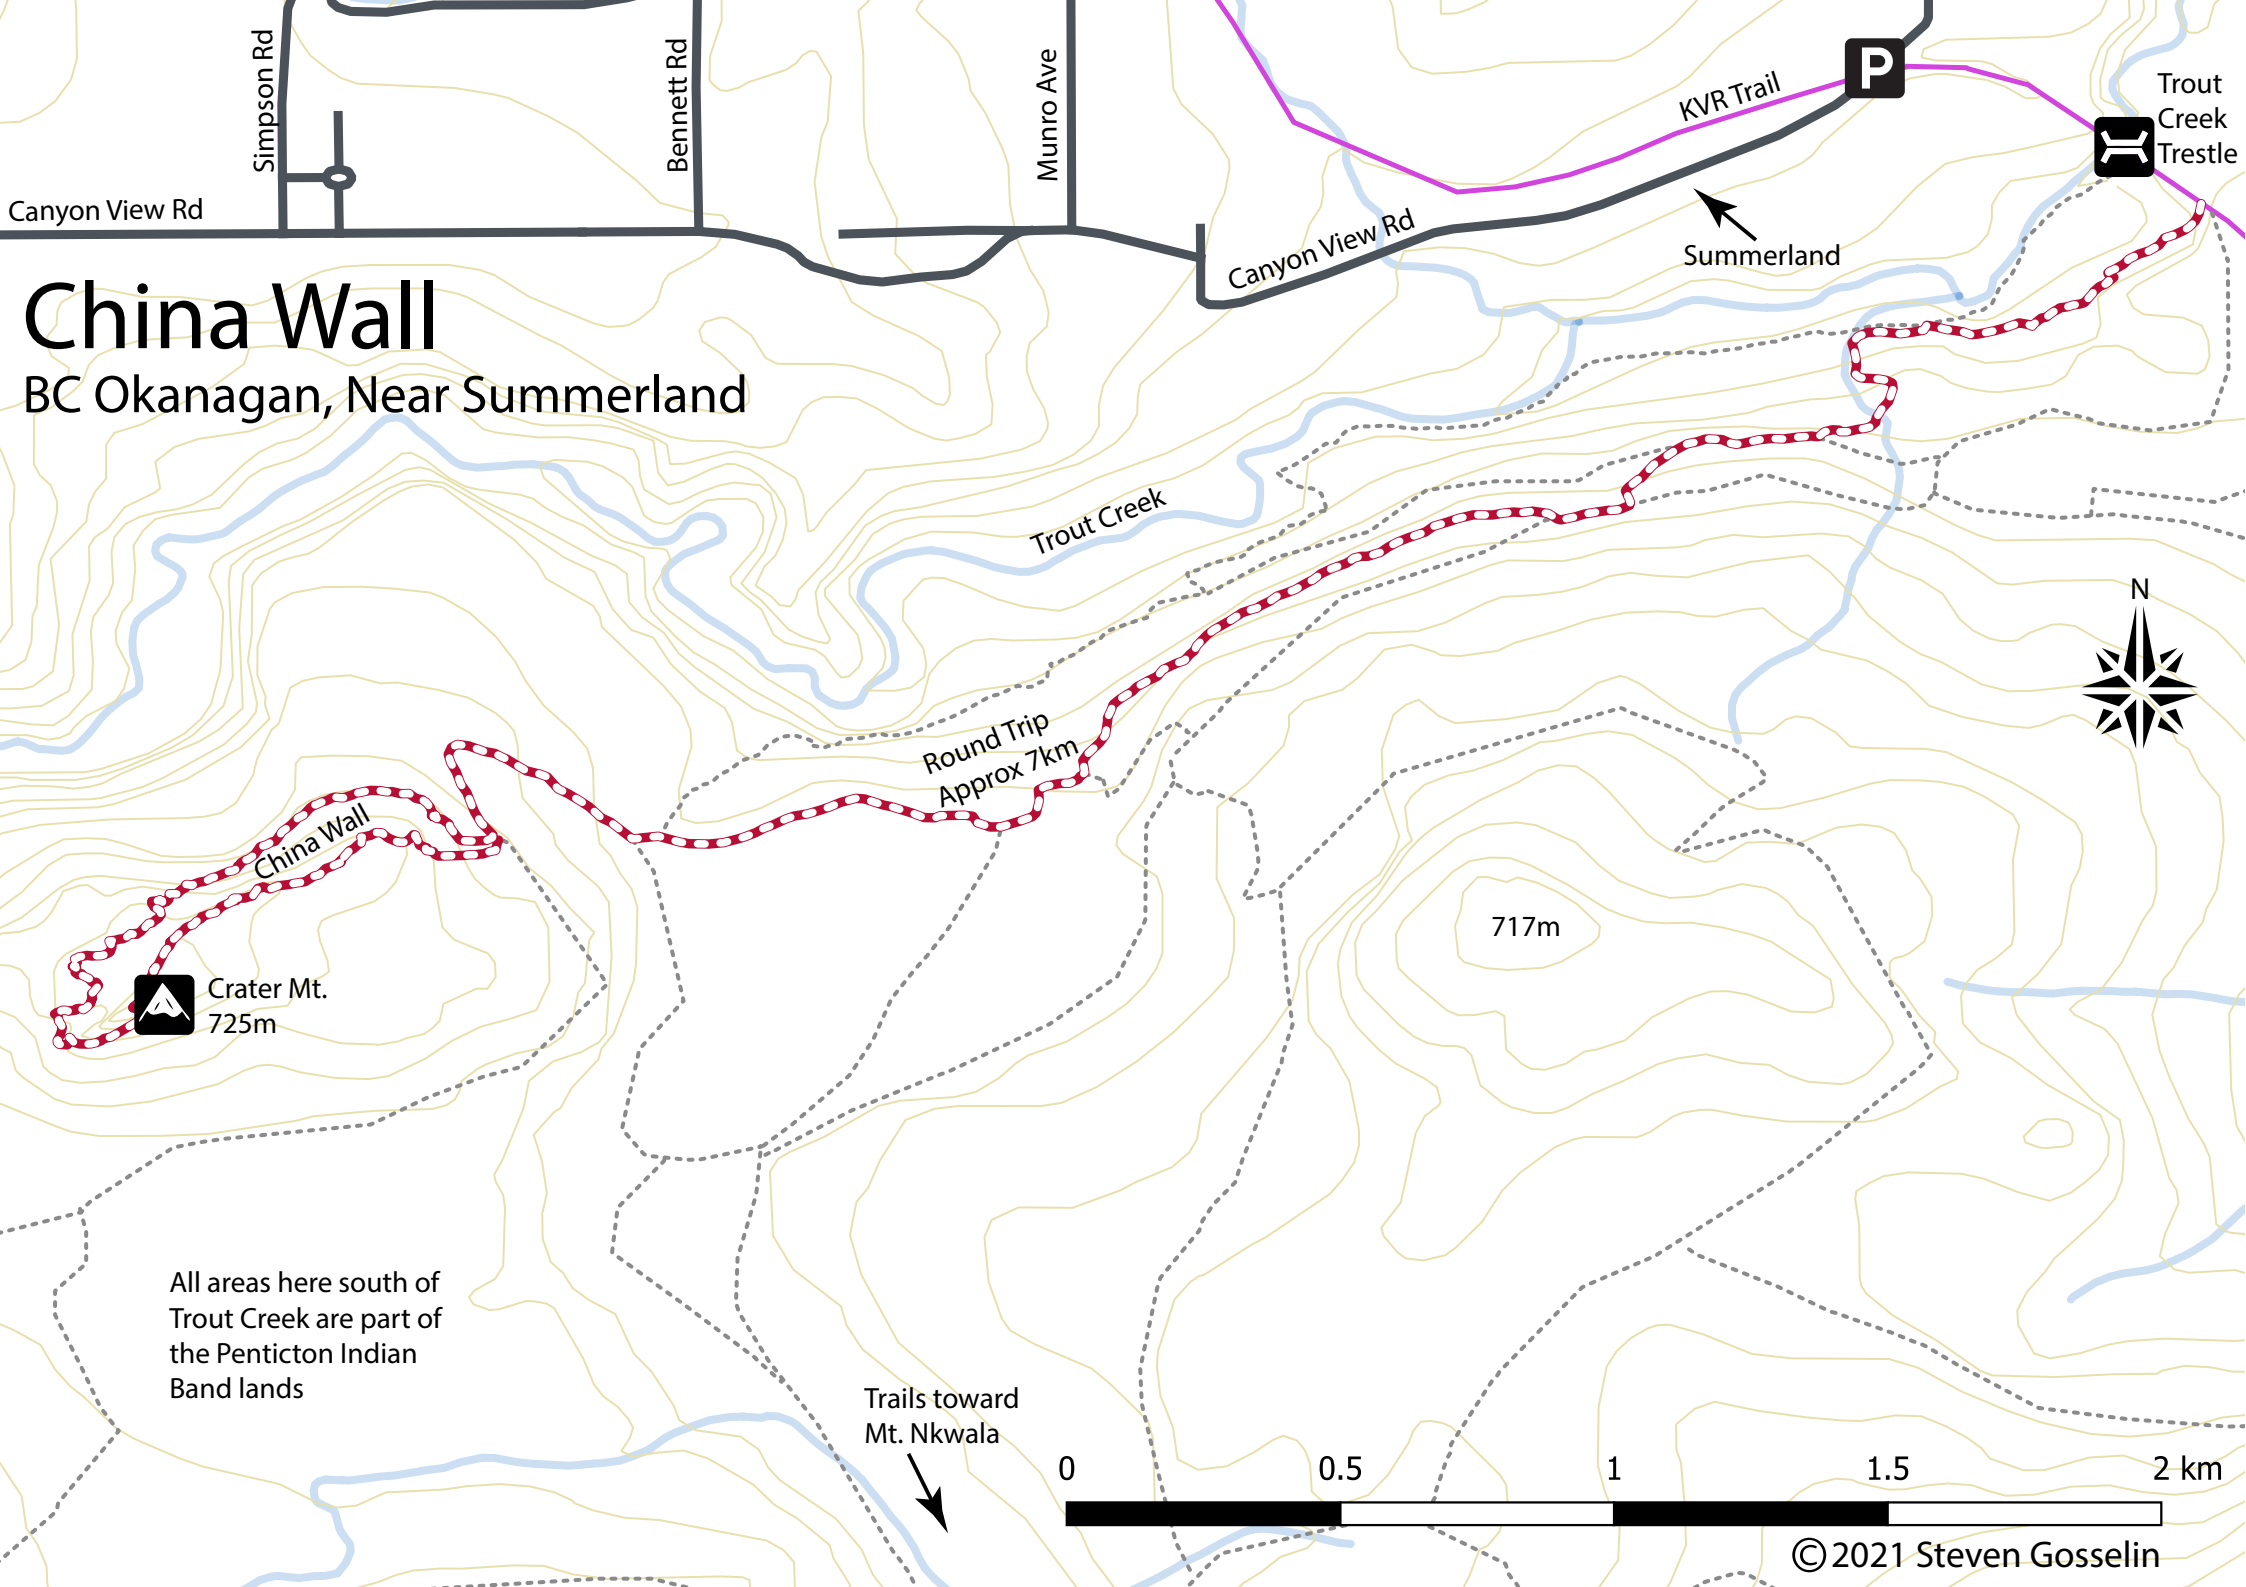 Simpson Rd
Bennett Rd
Munro Ave
Canyon View Rd
KVR Trail
P
Trout
Creek
Trestle
Canyon View Rd
Summerland
China Wall
BC Okanagan, Near Summerland
Trout Creek
N
Round Trip
Approx 7km
China Wall
717m
Crater Mt.
725m
All areas here south of
Trout Creek are part of
the Penticton Indian
Band lands
Trails toward
Mt. Nkwala
0 0.5 1 1.5 2 km
©2021 Steven Gosselin